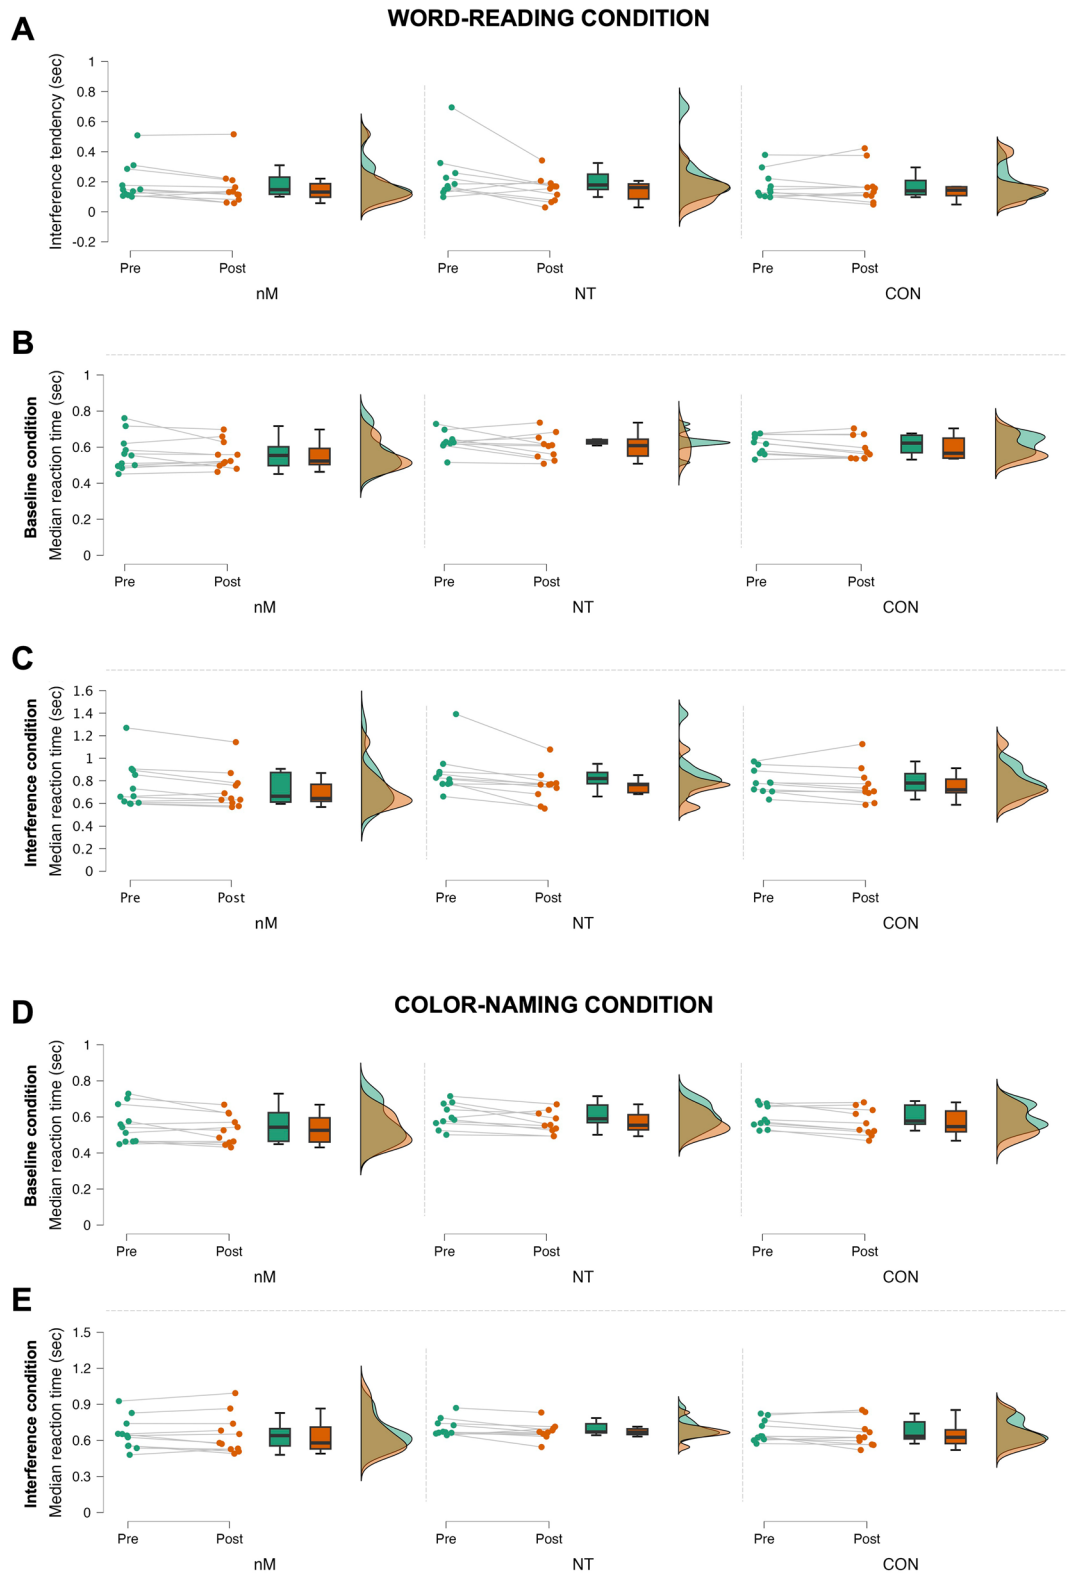 WORD-READING CONDITION
A
Interference tendency (sec)
1
0.8
0.6
0.4
0.2
0
-0.2
Pre Post Pre Post Pre Post
nM NT CON
B
Baseline condition
Median reaction time (sec)
1
0.8
0.6
0.4
0.2
0
Pre Post Pre Post Pre Post
nM NT CON
C
Interference condition
Median reaction time (sec)
1.6
1.4
1.2
1
0.8
0.6
0.4
0.2
0
Pre Post Pre Post Pre Post
nM NT CON
COLOR-NAMING CONDITION
D
Baseline condition
Median reaction time (sec)
1
0.8
0.6
0.4
0.2
0
Pre Post Pre Post Pre Post
nM NT CON
E
Interference condition
Median reaction time (sec)
1.5
1.2
0.9
0.6
0.3
0
Pre Post Pre Post Pre Post
nM NT CON